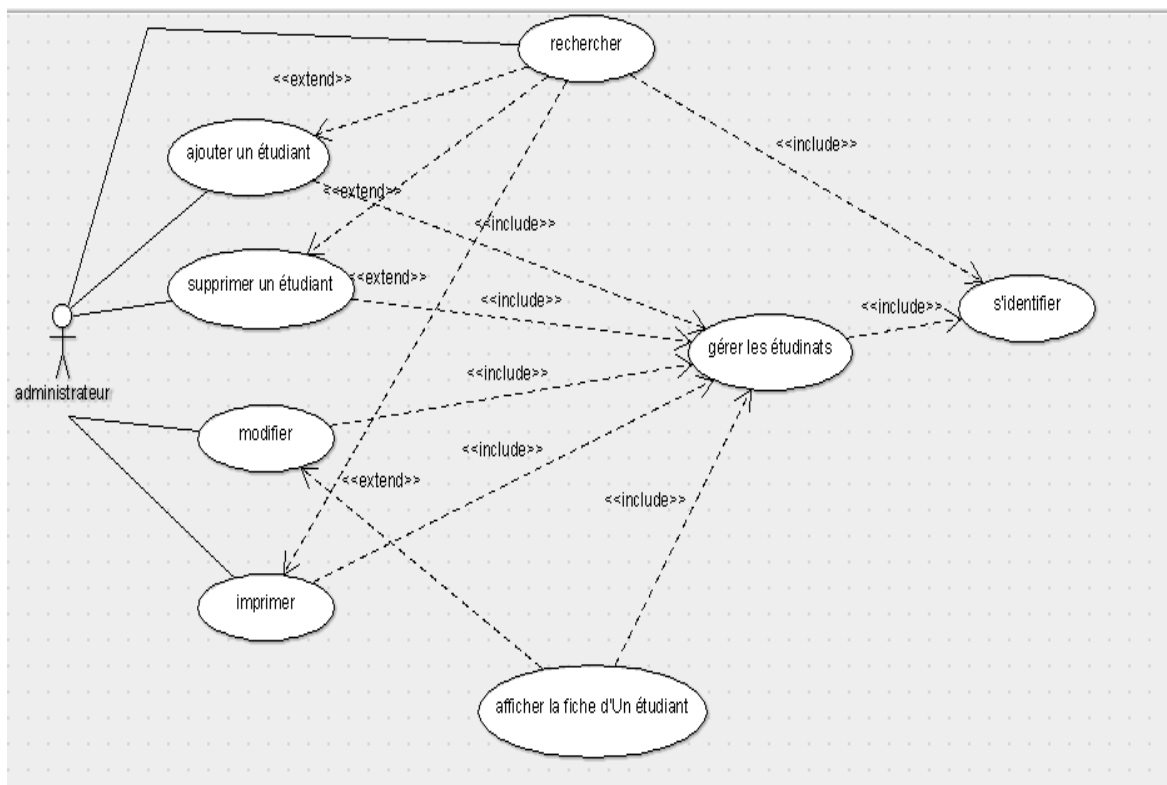 rechercher
<<extend>>
ajouter un étudiant
<<include>>
<<extend>>
<<include>>
supprimer un étudiant
<<extend>>
<<include>>
<<include>>
s'identifier
gérer les étudinats
administrateur
<<include>>
modifier
<<include>>
<<extend>>
<<include>>
imprimer
afficher la fiche d'Un étudiant